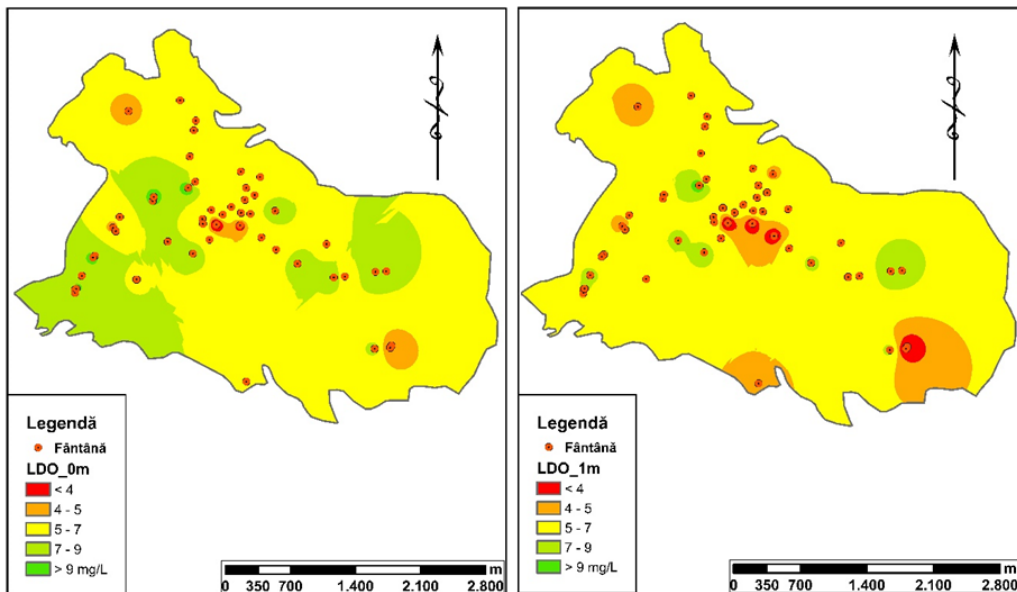 Legendă
Fântână
LDO_0m
< 4
4 - 5
5 - 7
7 - 9
> 9 mg/L
m
0 350 700 1.400 2.100 2.800
Legendă
Fântână
LDO_1m
< 4
4 - 5
5 - 7
7 - 9
> 9 mg/L
m
0 350 700 1.400 2.100 2.800